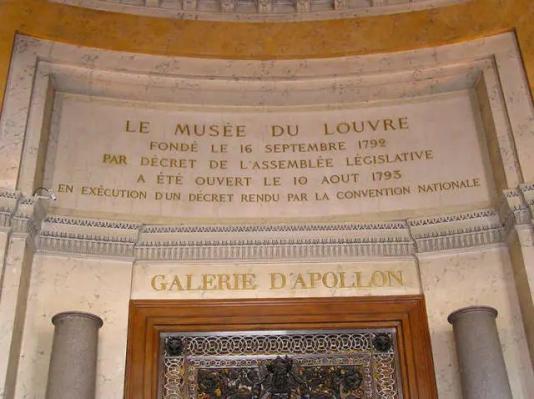 LE MUSÉE DU LOUVRE
FONDÉ LE 16 SEPTEMBRE 1792
PAR DÉCRET DE L'ASSEMBLÉE LÉGISLATIVE
A ÉTÉ OUVERT LE 10 AOUT 1793
EN EXÉCUTION D'UN DÉCRET RENDU PAR LA CONVENTION NATIONALE
GALERIE D'APOLLON